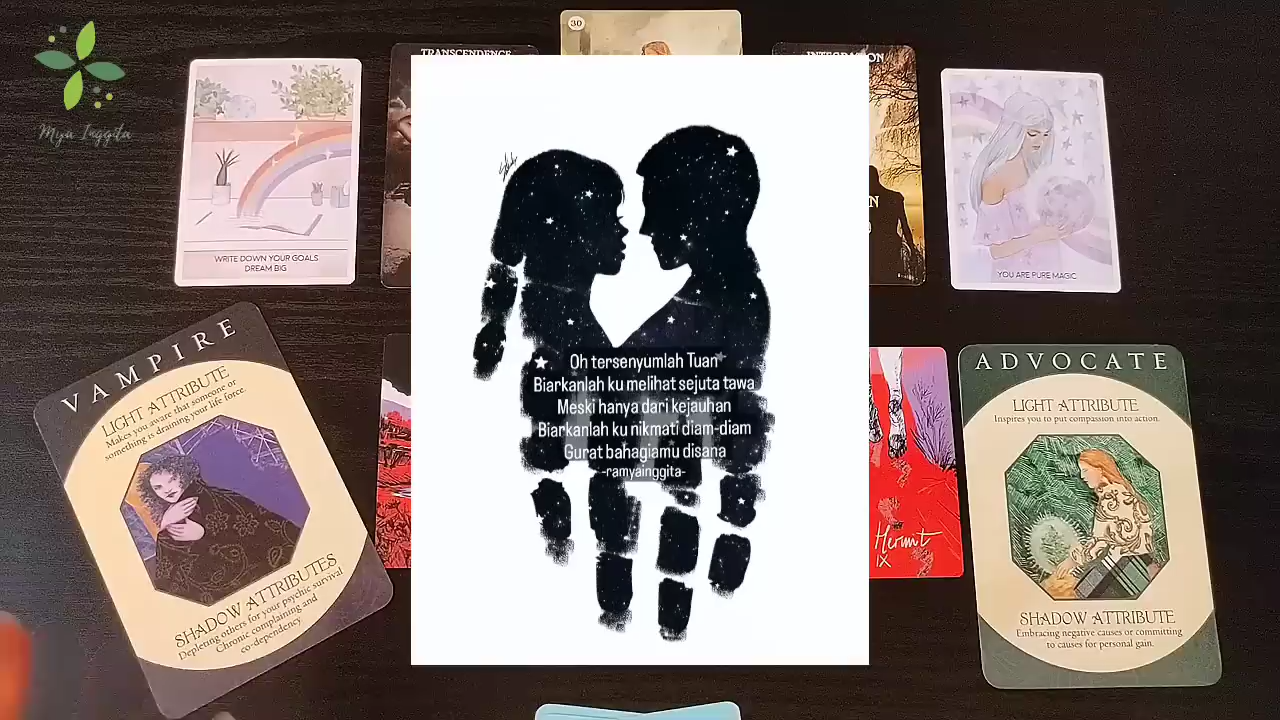 Mya Inggita
30
TRANSCENDENCE
WRITE DOWN YOUR GOALS
DREAM BIG
YOU ARE PURE MAGIC
Oh tersenyumlah Tuan
Biarkanlah ku melihat sejuta tawa
Meski hanya dari kejauhan
Biarkanlah ku nikmati diam-diam
Gurat bahagiamu disana
-ramyainggita-
VAMPIRE
LIGHT ATTRIBUTE
Makes you aware that someone or
something is draining your life force.
SHADOW ATTRIBUTES
Depleting others for your psychic survival
Chronic complaining and
co-dependency.
Hermit
IX
ADVOCATE
LIGHT ATTRIBUTE
Inspires you to put compassion into action.
SHADOW ATTRIBUTE
Embracing negative causes or committing
to causes for personal gain.